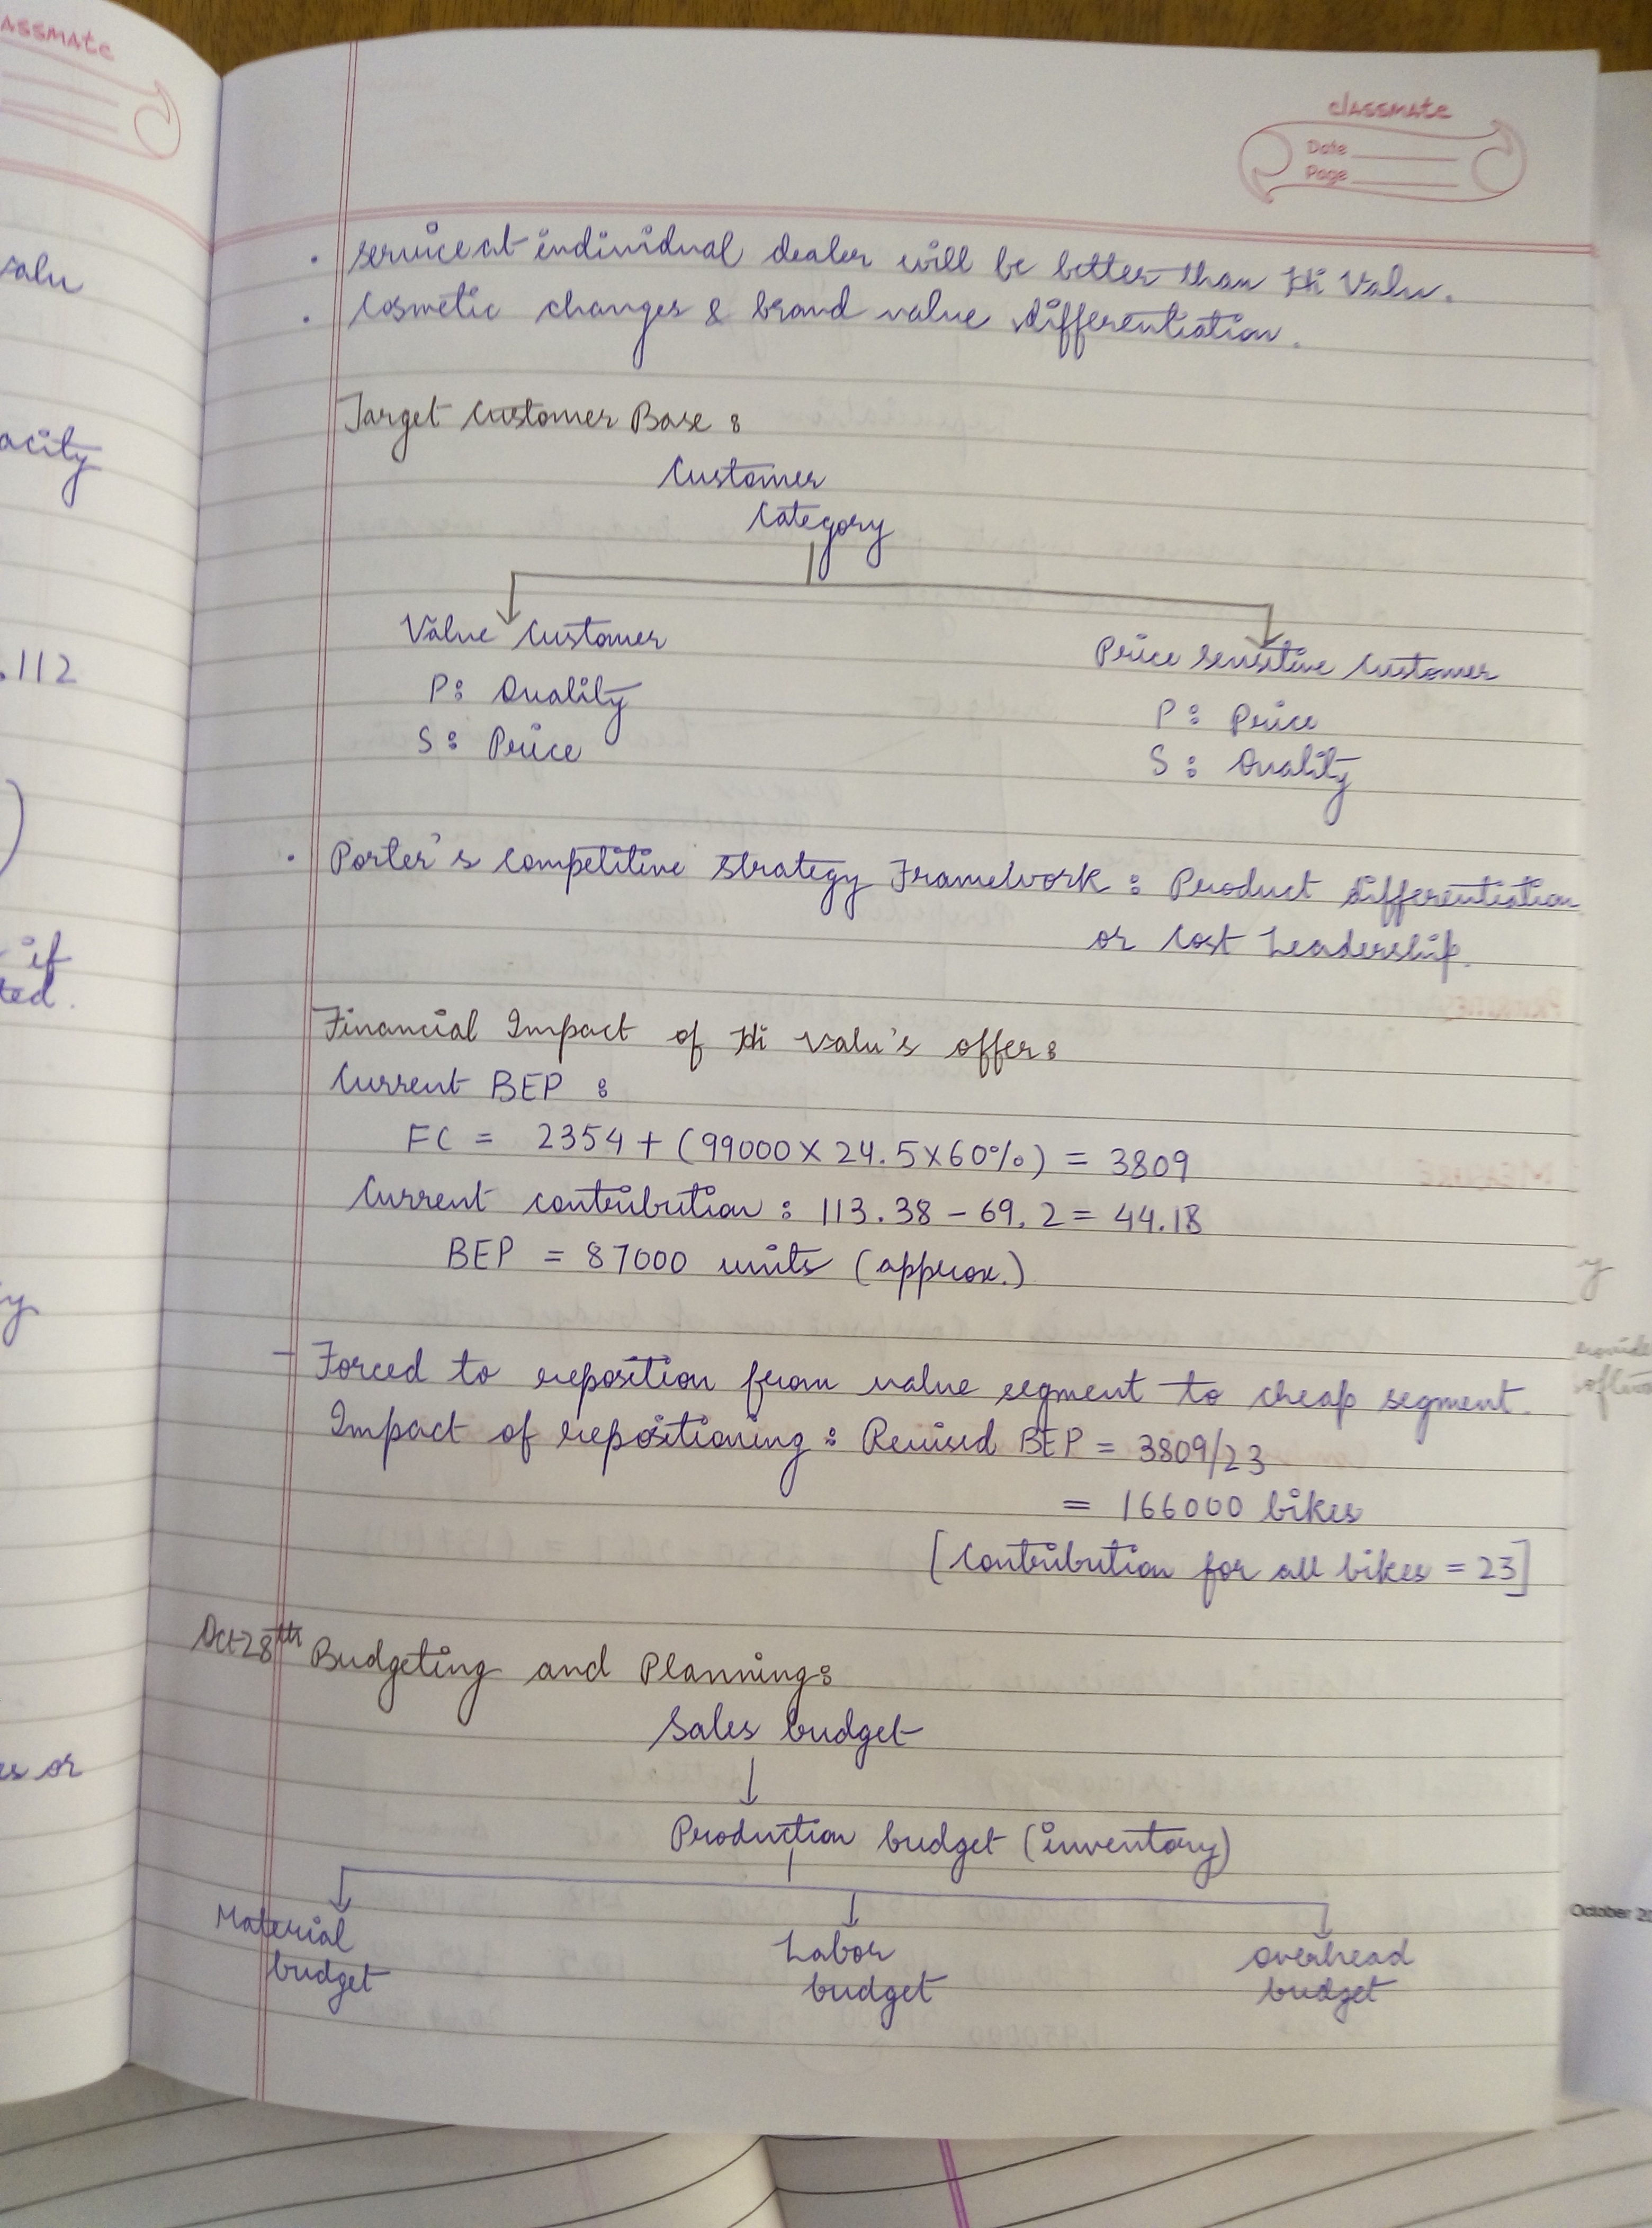 ASSMATE
valu
acity
.112
if
ted.
y
es or
classmate
Date
Page
. service at individual dealer will be better than Hi Valu.
. Cosmetic changes & brand value differentiation.
Target Customer Base :
Customer
Category
Value Customer
Price sensitive Customer
P: Quality
P: Price
S: Price
S: Quality
. Porter's Competitive Strategy Framework : Product differentiation
or Cost Leadership.
Financial Impact of Hi Valu's offer:
Current BEP :
FC = 2354 + (99000 X 24.5 X 60%) = 3809
Current contribution : 113.38 - 69.2 = 44.18
BEP = 87000 units (approx.)
- Forced to reposition from value segment to cheap segment.
Impact of repositioning : Revised BEP = 3809/23
= 166000 bikes
[Contribution for all bikes = 23]
Oct 28th Budgeting and Planning:
Sales budget
Production budget (inventory)
Material
budget
Labor
budget
overhead
budget
October 20